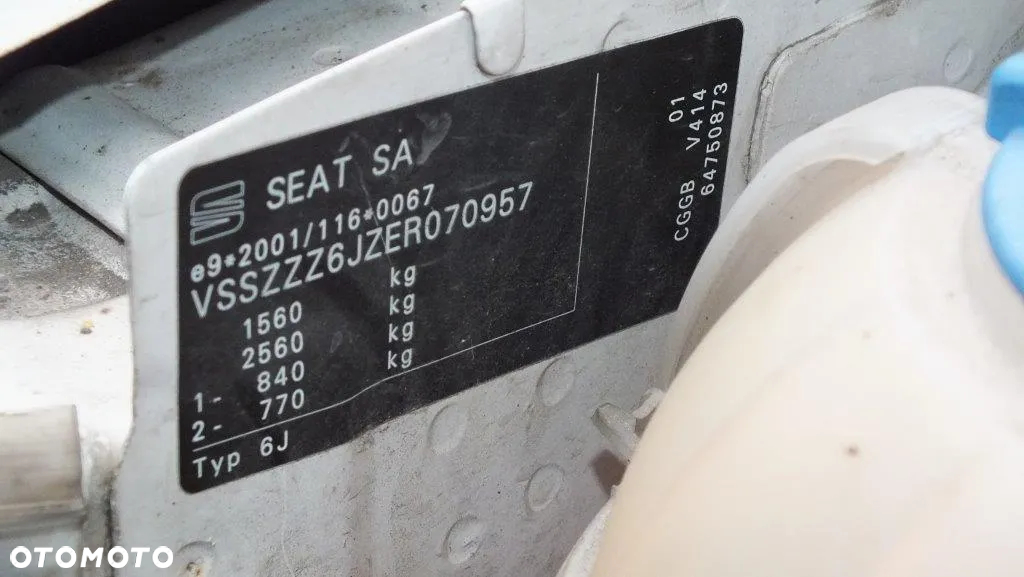 SEAT SA
e9*2001/116*0067
VSSZZZ6JZER070957
1560 kg
2560 kg
1- 840 kg
2- 770 kg
Typ 6J
01
CGGB V414
64750873
OTOMOTO